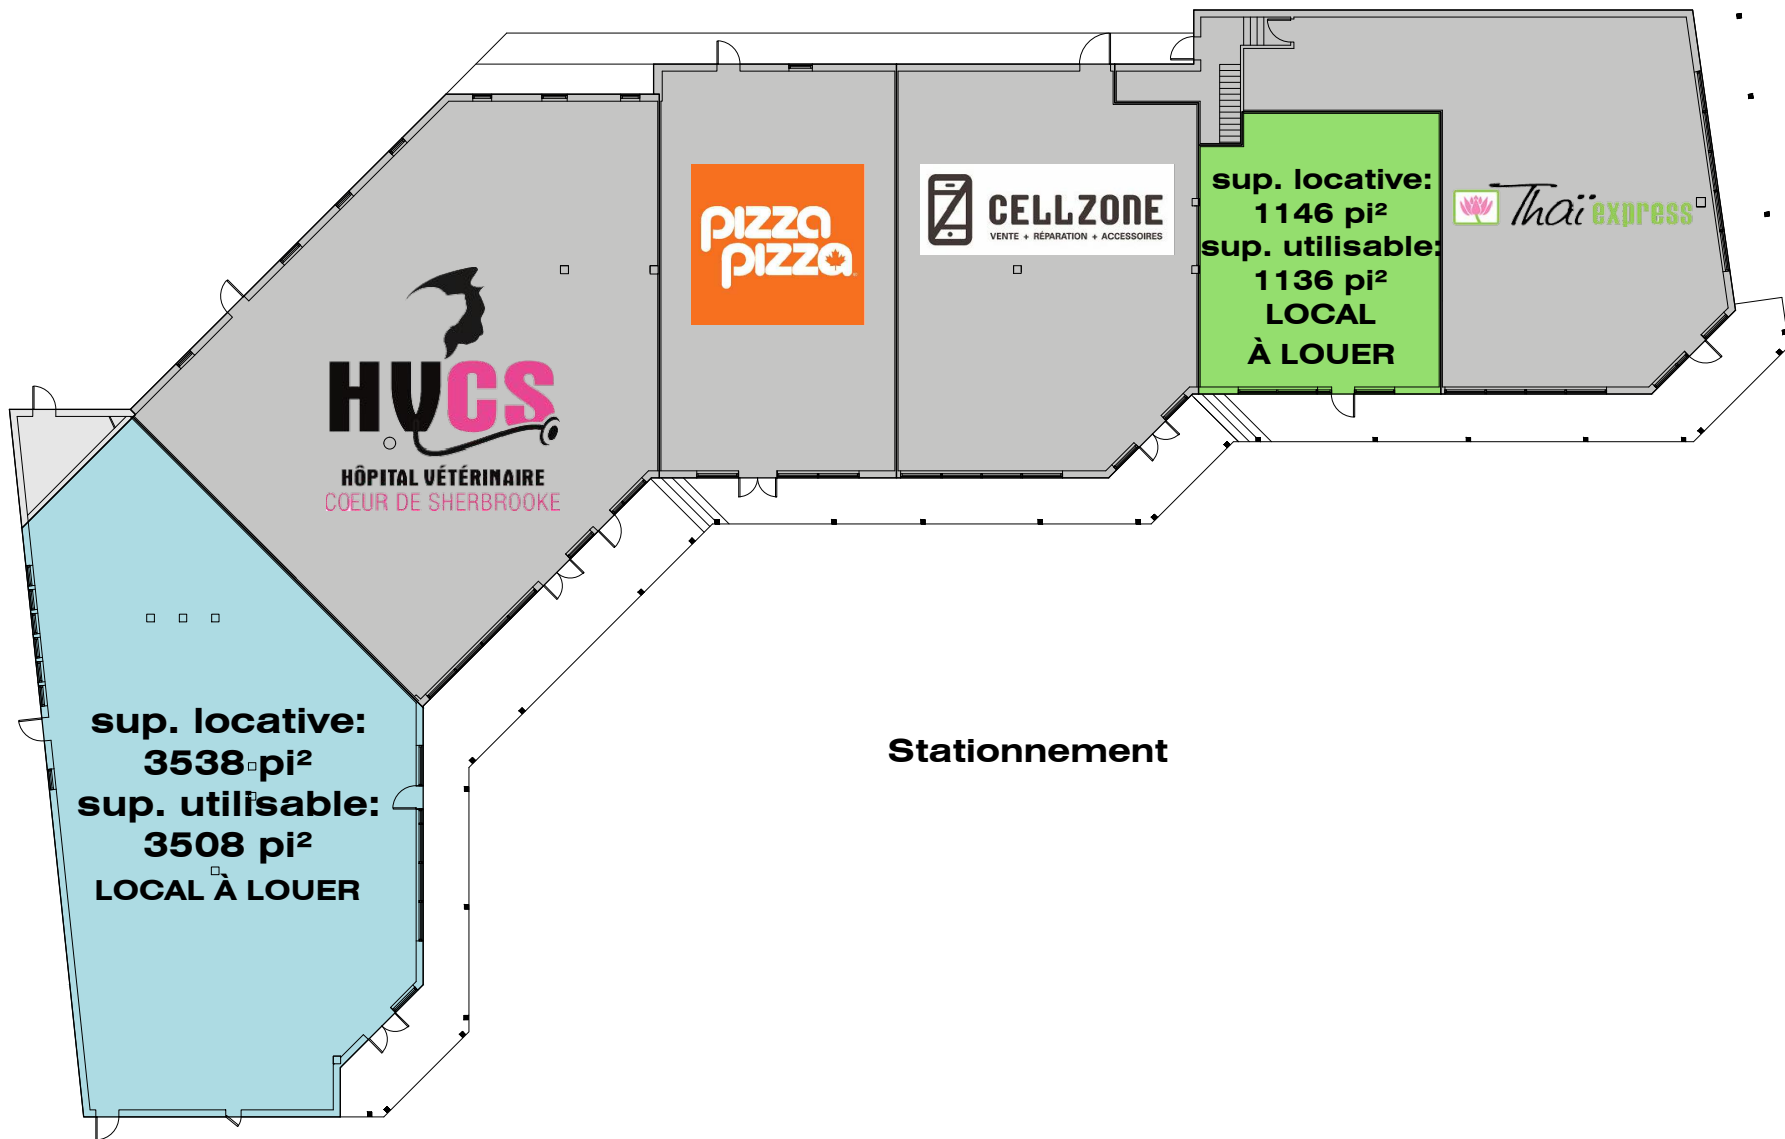 pizza
pizza
CELLZONE
VENTE + RÉPARATION + ACCESSOIRES
sup. locative:
1146 pi²
sup. utilisable:
1136 pi²
LOCAL
À LOUER
Thaï express
HVCS
HÔPITAL VÉTÉRINAIRE
COEUR DE SHERBROOKE
sup. locative:
3538 pi²
sup. utilisable:
3508 pi²
LOCAL À LOUER
Stationnement